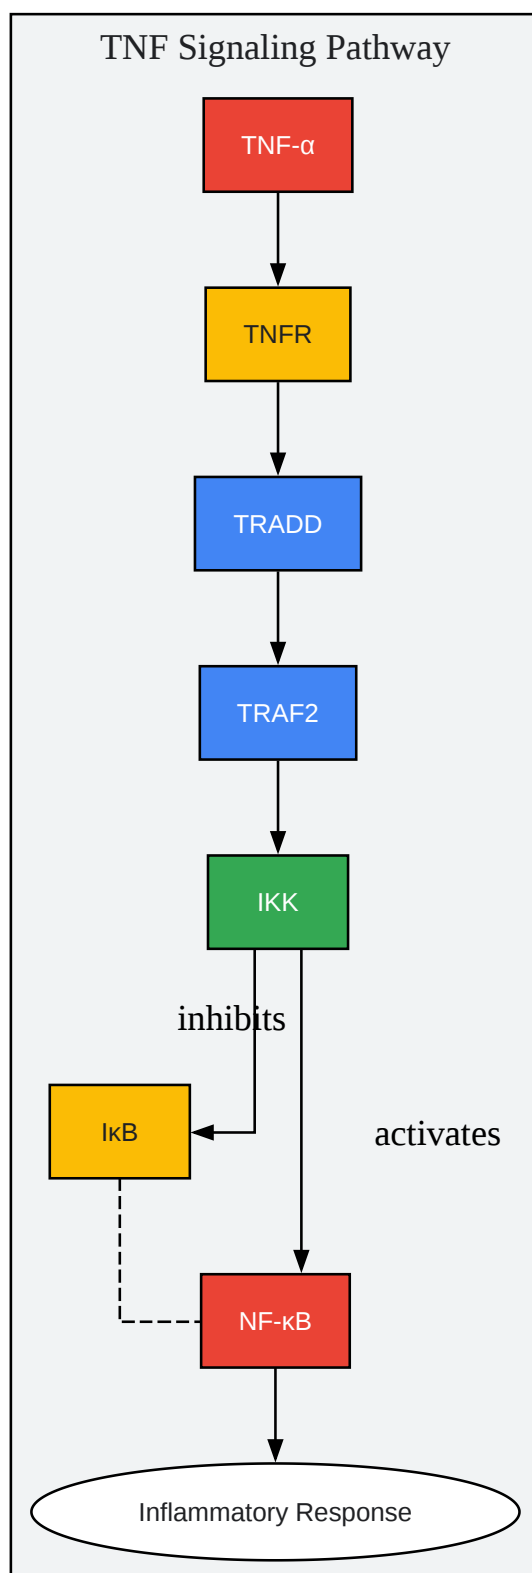 TNF Signaling Pathway
TNF-α
TNFR
TRADD
TRAF2
IKK
inhibits
IκB
activates
NF-κB
Inflammatory Response